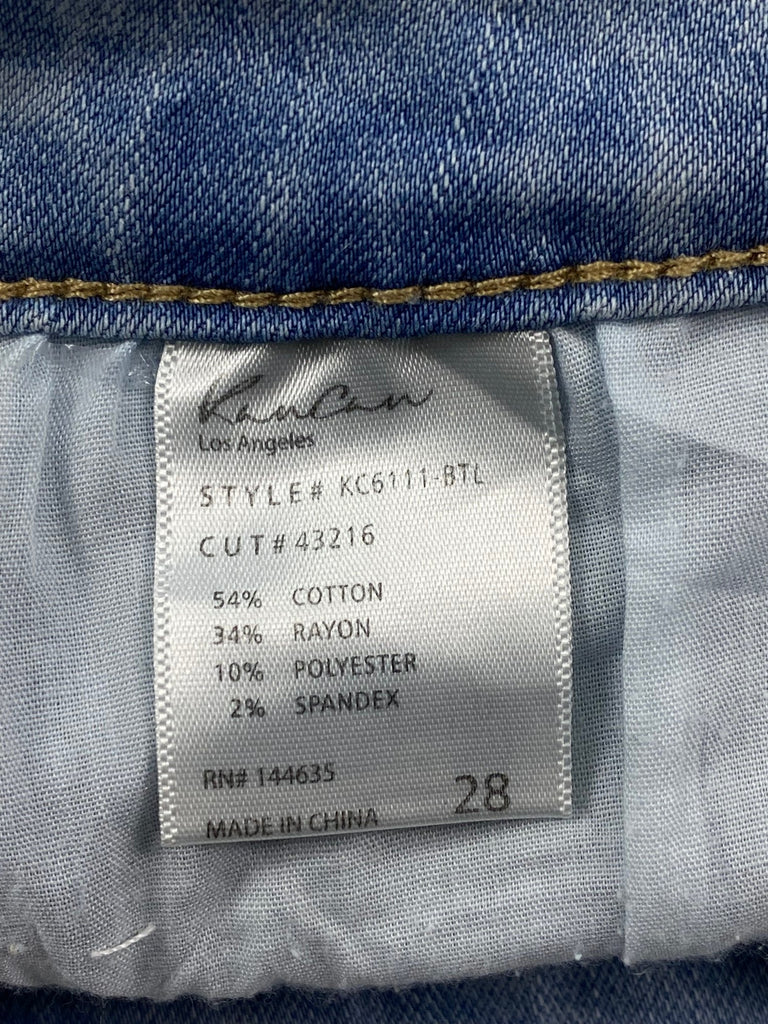 KanCan
Los Angeles
STYLE# KC6111-BTL
CUT# 43216
54% COTTON
34% RAYON
10% POLYESTER
2% SPANDEX
RN# 144635
28
MADE IN CHINA